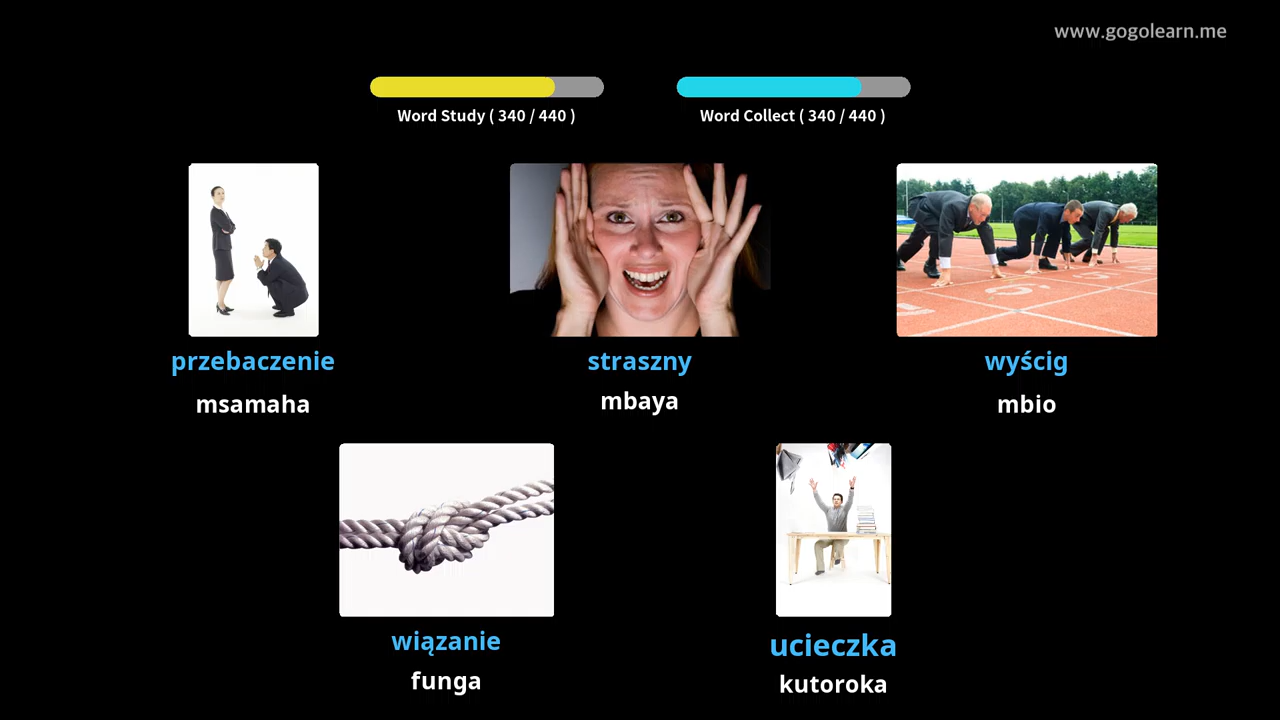 www.gogolearn.me
Word Study ( 340 / 440 )
Word Collect ( 340 / 440 )
przebaczenie
msamaha
straszny
mbaya
wyścig
mbio
wiązanie
funga
ucieczka
kutoroka